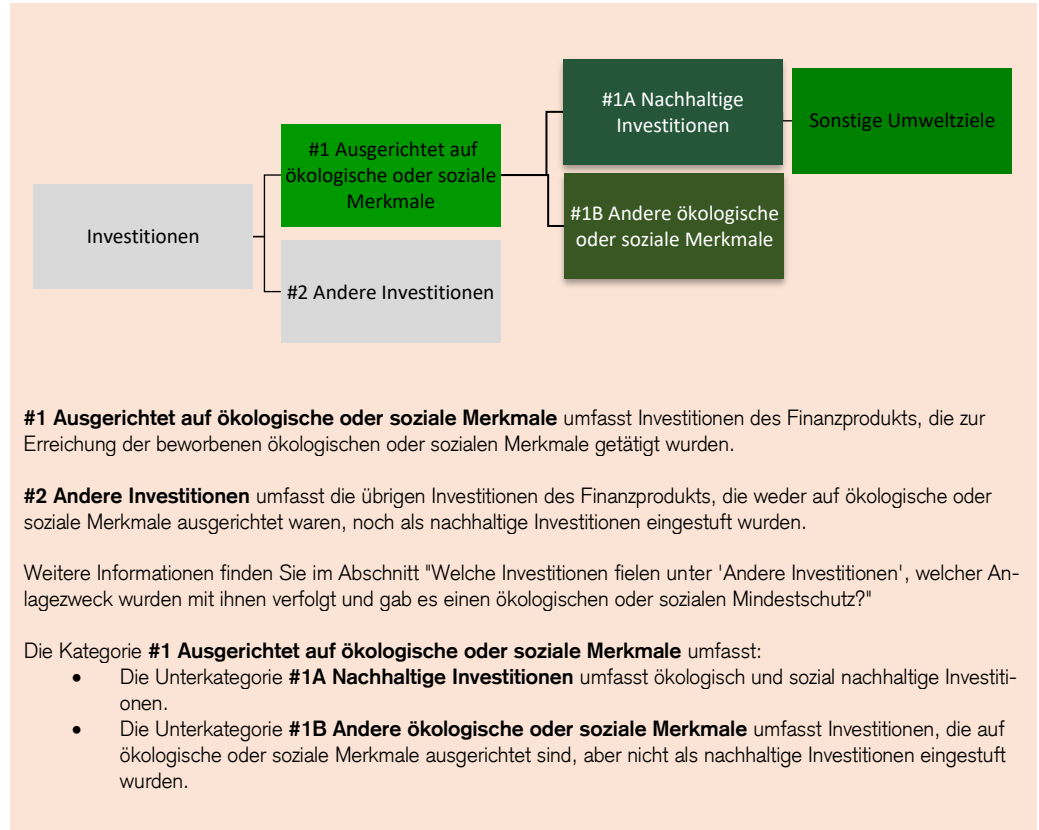 #1A Nachhaltige
Investitionen
Sonstige Umweltziele
#1 Ausgerichtet auf
ökologische oder soziale
Merkmale
#1B Andere ökologische
oder soziale Merkmale
Investitionen
#2 Andere Investitionen
#1 Ausgerichtet auf ökologische oder soziale Merkmale umfasst Investitionen des Finanzprodukts, die zur
Erreichung der beworbenen ökologischen oder sozialen Merkmale getätigt wurden.
#2 Andere Investitionen umfasst die übrigen Investitionen des Finanzprodukts, die weder auf ökologische oder
soziale Merkmale ausgerichtet waren, noch als nachhaltige Investitionen eingestuft wurden.
Weitere Informationen finden Sie im Abschnitt "Welche Investitionen fielen unter 'Andere Investitionen', welcher An-
lagezweck wurden mit ihnen verfolgt und gab es einen ökologischen oder sozialen Mindestschutz?"
Die Kategorie #1 Ausgerichtet auf ökologische oder soziale Merkmale umfasst:
• Die Unterkategorie #1A Nachhaltige Investitionen umfasst ökologisch und sozial nachhaltige Investiti-
onen.
• Die Unterkategorie #1B Andere ökologische oder soziale Merkmale umfasst Investitionen, die auf
ökologische oder soziale Merkmale ausgerichtet sind, aber nicht als nachhaltige Investitionen eingestuft
wurden.